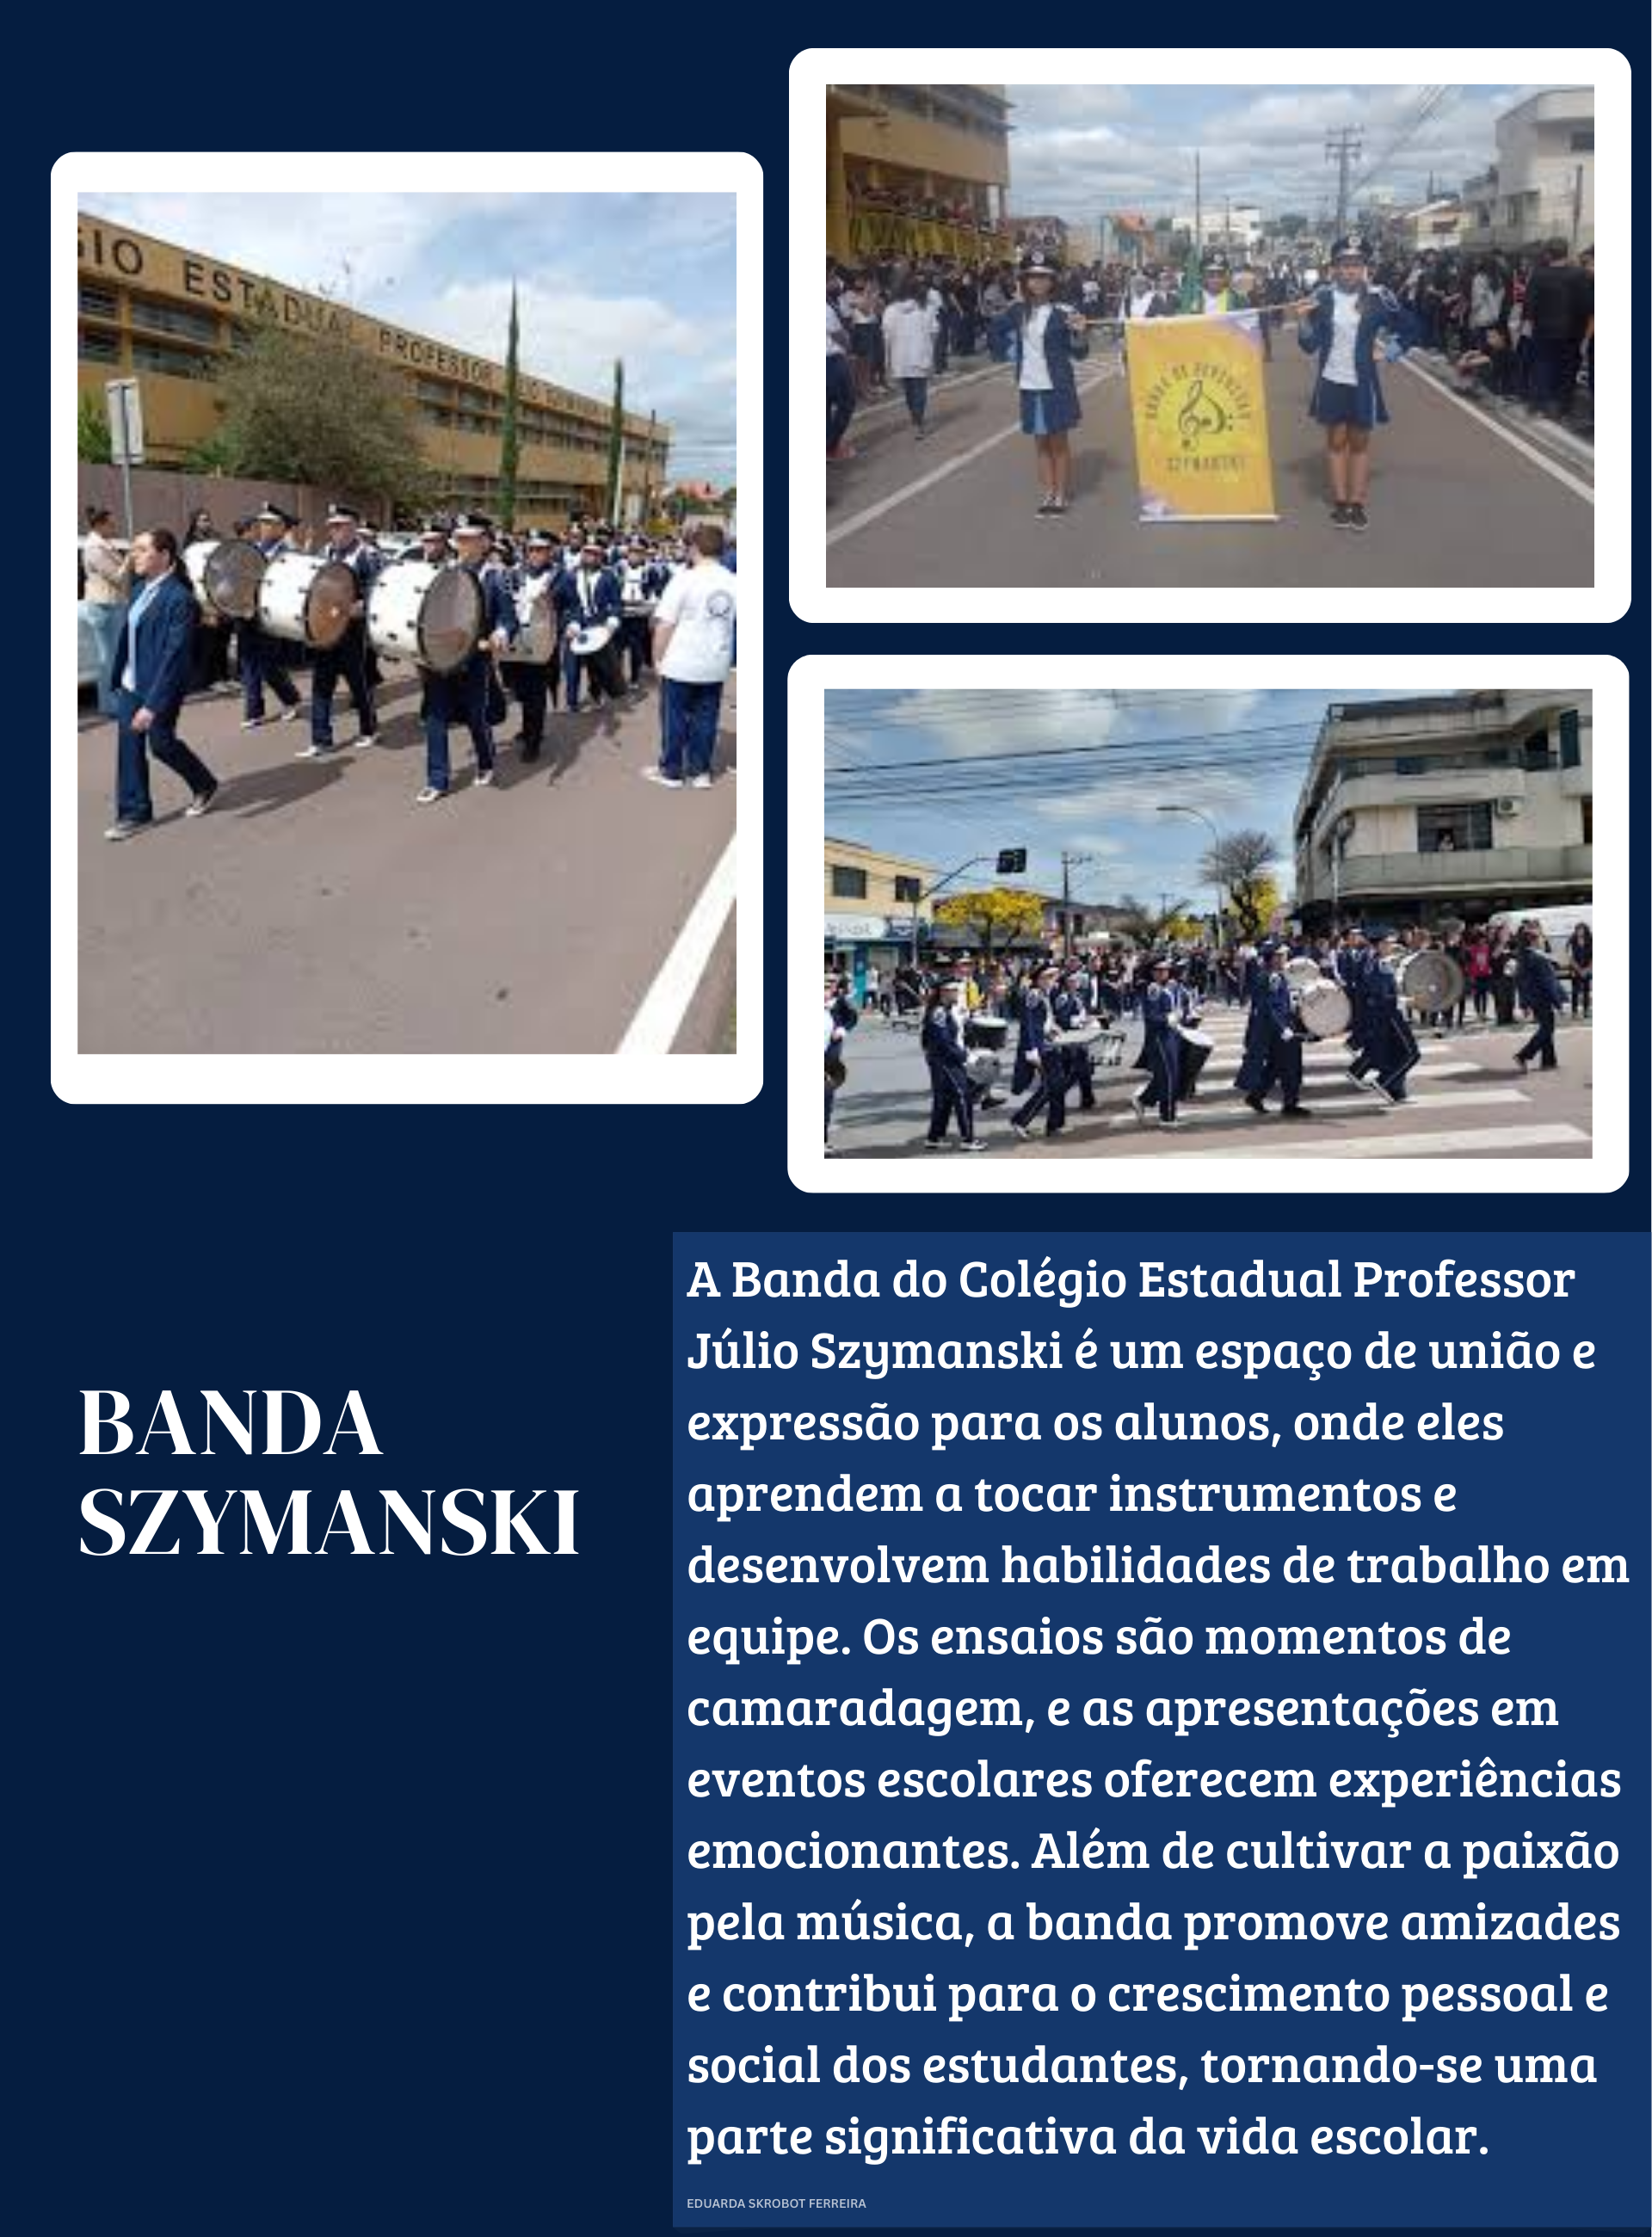 ESTADUAL PROFESSOR
SZYMANSKI
BANDA
SZYMANSKI
A Banda do Colégio Estadual Professor
Júlio Szymanski é um espaço de união e
expressão para os alunos, onde eles
aprendem a tocar instrumentos e
desenvolvem habilidades de trabalho em
equipe. Os ensaios são momentos de
camaradagem, e as apresentações em
eventos escolares oferecem experiências
emocionantes. Além de cultivar a paixão
pela música, a banda promove amizades
e contribui para o crescimento pessoal e
social dos estudantes, tornando-se uma
parte significativa da vida escolar.
EDUARDA SKROBOT FERREIRA